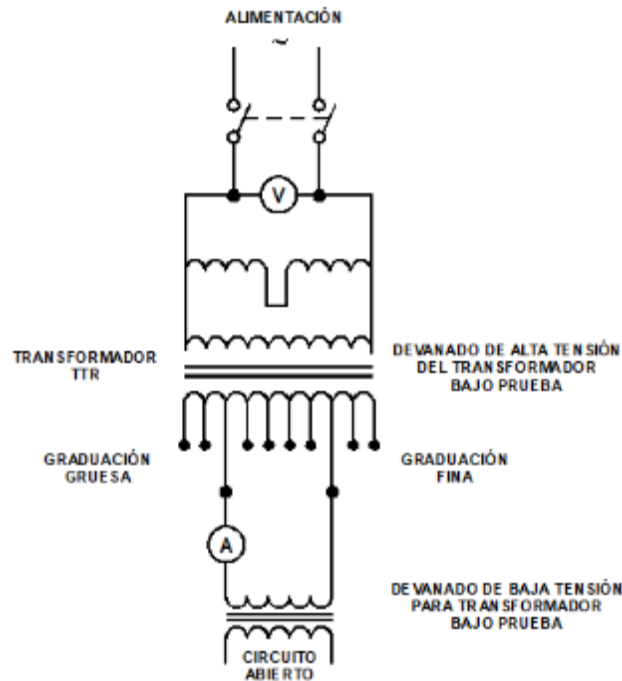 ALIMENTACIÓN
~
V
TRANSFORMADOR
TTR
DEVANADO DE ALTA TENSIÓN
DEL TRANSFORMADOR
BAJO PRUEBA
GRADUACIÓN
GRUESA
GRADUACIÓN
FINA
A
DEVANADO DE BAJA TENSIÓN
PARA TRANSFORMADOR
BAJO PRUEBA
CIRCUITO
ABIERTO